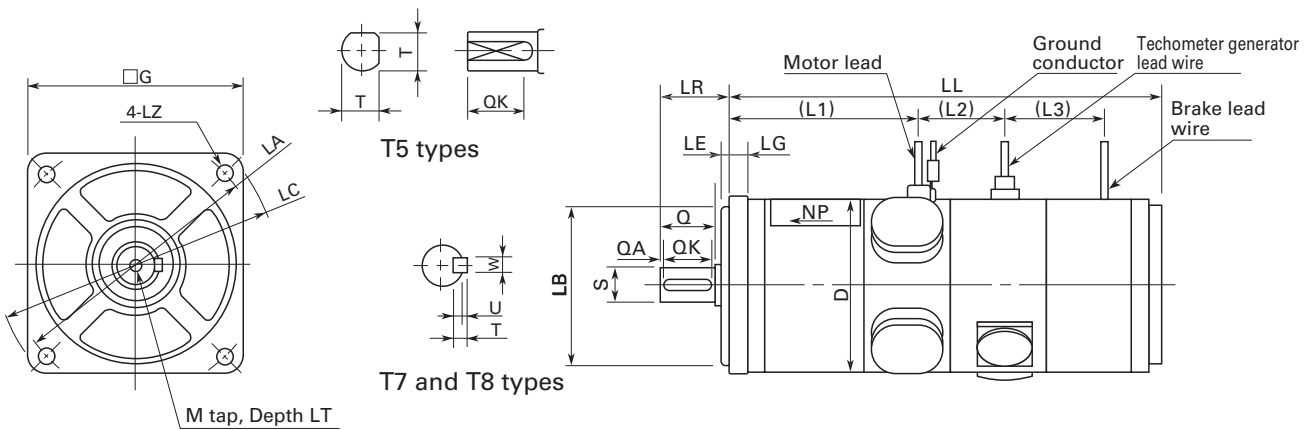 □G
4-LZ
LA
LC
M tap, Depth LT
T
T
QK
T5 types
W
U
T
T7 and T8 types
Motor lead
Ground
conductor
Techometer generator
lead wire
Brake lead
wire
LR
LL
(L1)
(L2)
(L3)
LE
LG
NP
Q
QA
QK
LB
S
D